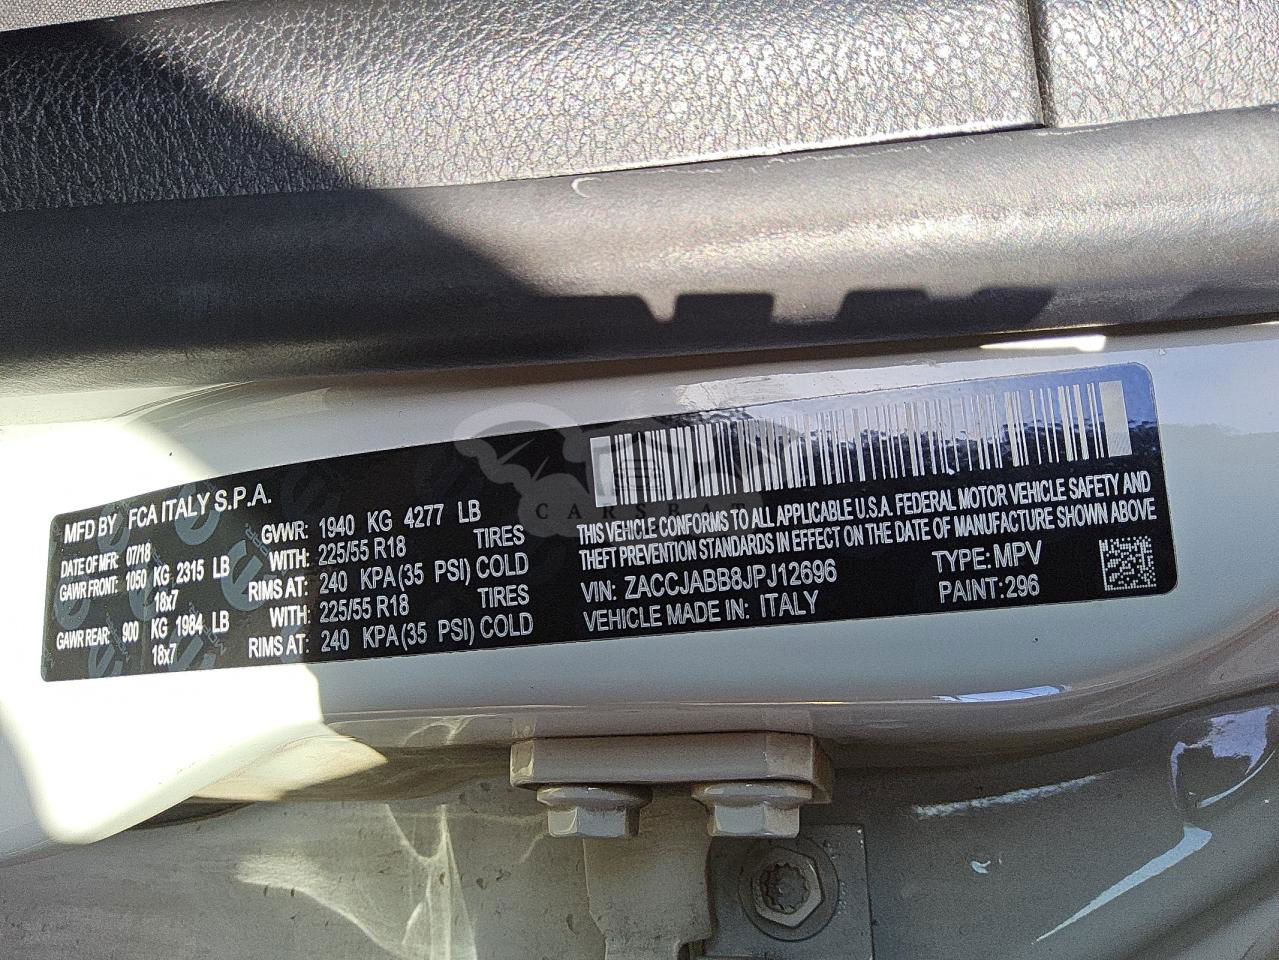 MFD BY FCA ITALY S.P.A.
DATE OF MFR: 07/18 GVWR: 1940 KG 4277 LB
GAWR FRONT: 1050 KG 2315 LB WITH: 225/55 R18 TIRES
18x7 RIMS AT: 240 KPA(35 PSI) COLD
GAWR REAR: 900 KG 1984 LB WITH: 225/55 R18 TIRES
18x7 RIMS AT: 240 KPA(35 PSI) COLD
THIS VEHICLE CONFORMS TO ALL APPLICABLE U.S.A. FEDERAL MOTOR VEHICLE SAFETY AND
THEFT PREVENTION STANDARDS IN EFFECT ON THE DATE OF MANUFACTURE SHOWN ABOVE
VIN: ZACCJABB8JPJ12696 TYPE: MPV
VEHICLE MADE IN: ITALY PAINT: 296